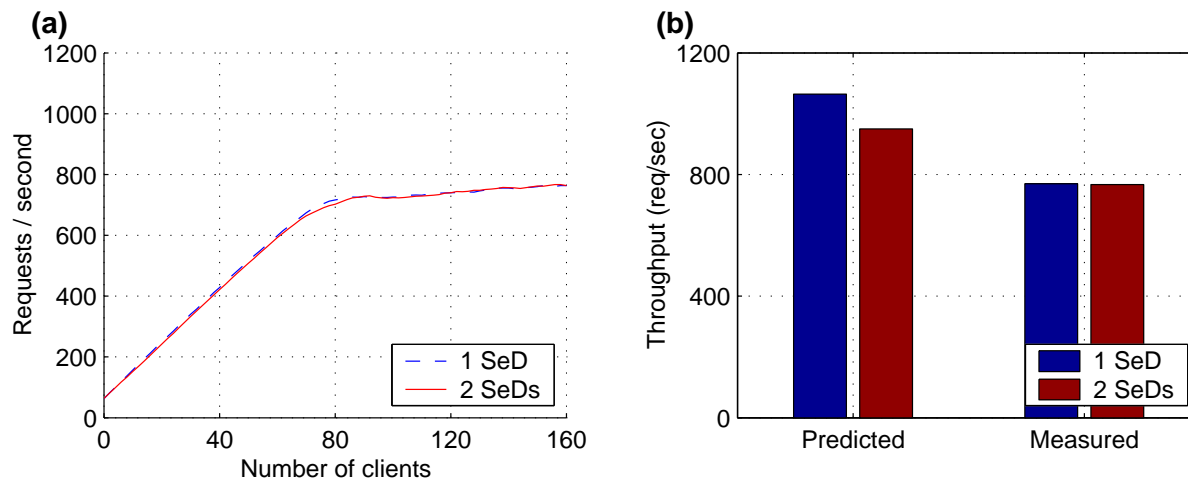 (a)
1200
1000
800
600
400
200
0
Requests / second
0 40 80 120 160
Number of clients
1 SeD
2 SeDs
(b)
1200
800
400
0
Throughput (req/sec)
Predicted Measured
1 SeD
2 SeDs